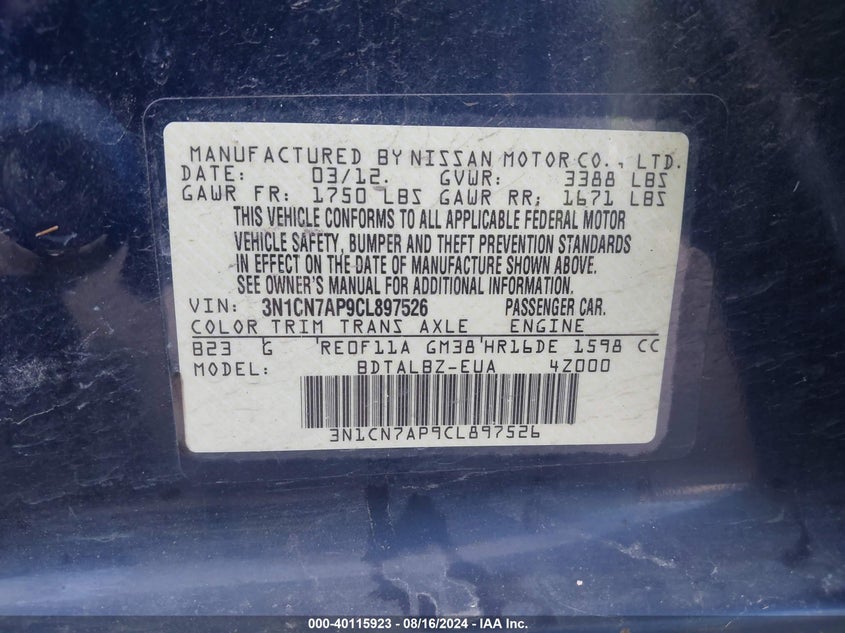 MANUFACTURED BY NISSAN MOTOR CO., LTD.
DATE: 03/12. GVWR: 3388 LBS
GAWR FR: 1750 LBS GAWR RR; 1671 LBS
THIS VEHICLE CONFORMS TO ALL APPLICABLE FEDERAL MOTOR
VEHICLE SAFETY, BUMPER AND THEFT PREVENTION STANDARDS
IN EFFECT ON THE DATE OF MANUFACTURE SHOWN ABOVE.
SEE OWNER'S MANUAL FOR ADDITIONAL INFORMATION.
VIN: 3N1CN7AP9CL897526 PASSENGER CAR.
COLOR TRIM TRANS AXLE ENGINE
B23 G 'RE0F11A GM38'HR16DE 1598 CC
MODEL: BDTALBZ-EUA 4Z000
3N1CN7AP9CL897526
000-40115923 - 08/16/2024 - IAA Inc.